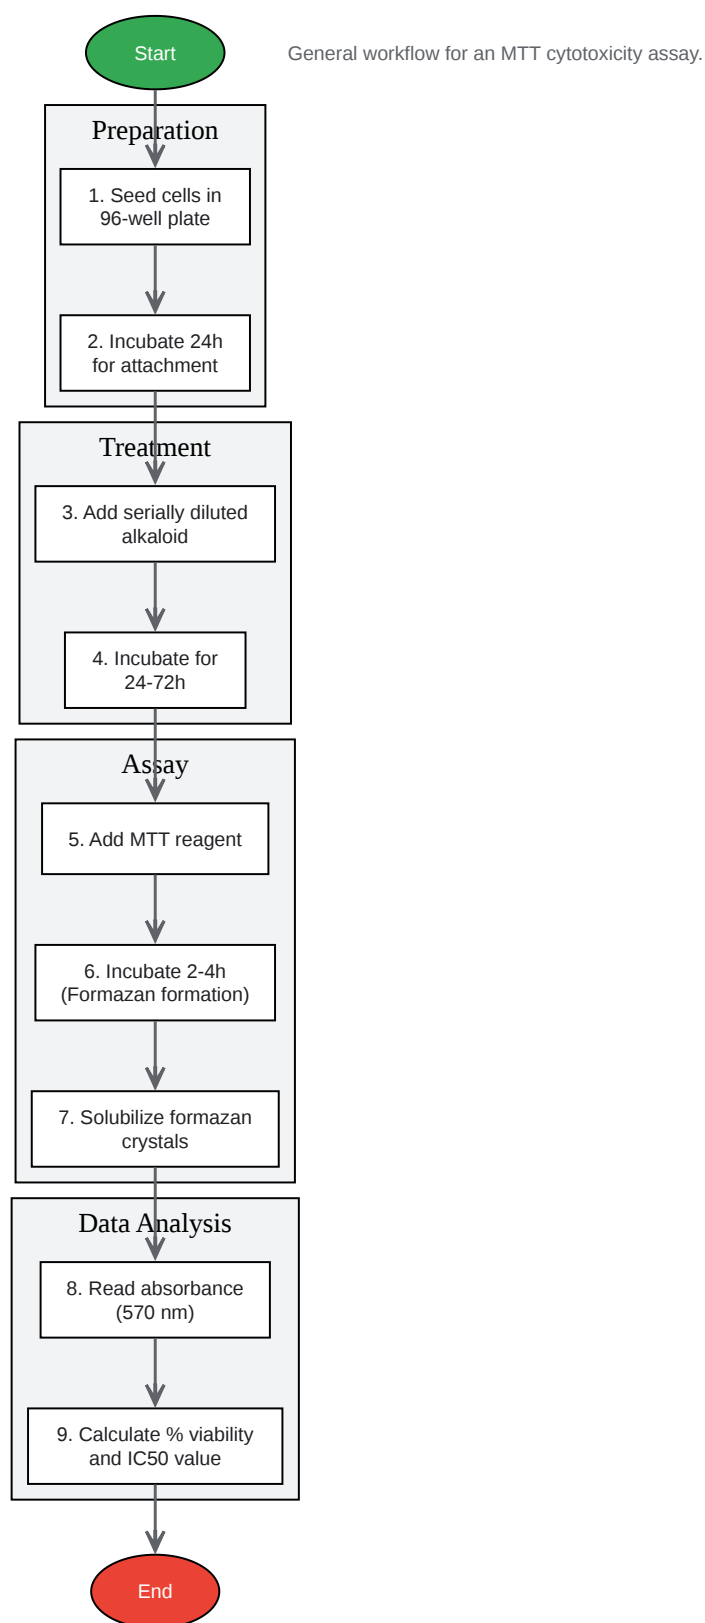 Start
General workflow for an MTT cytotoxicity assay.
Preparation
1. Seed cells in
96-well plate
2. Incubate 24h
for attachment
Treatment
3. Add serially diluted
alkaloid
4. Incubate for
24-72h
Assay
5. Add MTT reagent
6. Incubate 2-4h
(Formazan formation)
7. Solubilize formazan
crystals
Data Analysis
8. Read absorbance
(570 nm)
9. Calculate % viability
and IC50 value
End